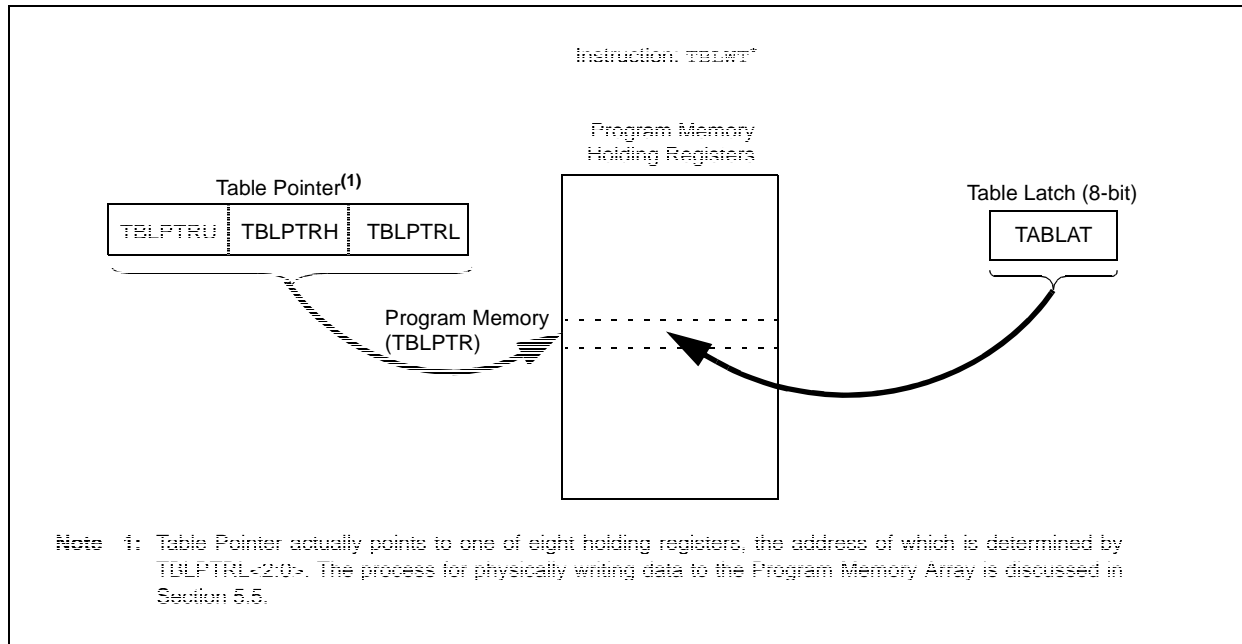 Instruction: TBLWT*
Program Memory
Holding Registers
Table Pointer(1)
Table Latch (8-bit)
TBLPTRU TBLPTRH TBLPTRL
TABLAT
Program Memory
(TBLPTR)
Note 1: Table Pointer actually points to one of eight holding registers, the address of which is determined by
TBLPTRL<2:0>. The process for physically writing data to the Program Memory Array is discussed in
Section 5.5.